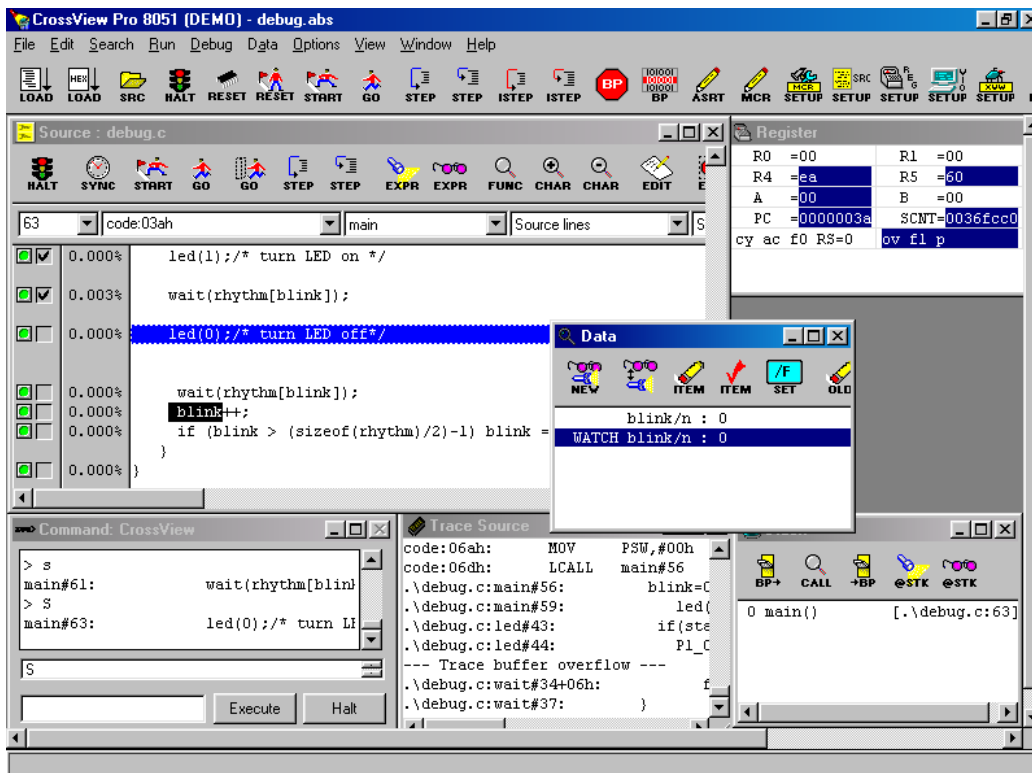 CrossView Pro 8051 (DEMO) - debug.abs
File Edit Search Run Debug Data Options View Window Help
LOAD LOAD SRC HALT RESET RESET START GO STEP STEP ISTEP ISTEP BP BP ASRT MCR SETUP SETUP SETUP SETUP SETUP
Source : debug.c
HALT SYNC START GO GO STEP STEP EXPR EXPR FUNC CHAR CHAR EDIT
63 code:03ah main Source lines S
0.000% led(1);/* turn LED on */
0.003% wait(rhythm[blink]);
0.000% led(0);/* turn LED off*/
0.000% wait(rhythm[blink]);
0.000% blink++;
0.000% if (blink > (sizeof(rhythm)/2)-1) blink =
}
0.000% }
Register
R0 =00 R1 =00
R4 =ea R5 =60
A =00 B =00
PC =0000003a SCNT=0036fcc0
cy ac f0 RS=0 ov f1 p
Data
NEW ITEM ITEM /F SET OLD
blink/n : 0
WATCH blink/n : 0
Command: CrossView
> s
main#61: wait(rhythm[blin
> S
main#63: led(0);/* turn
S
Execute Halt
Trace Source
code:06ah: MOV PSW,#00h
code:06dh: LCALL main#56
.\debug.c:main#56: blink=
.\debug.c:main#59: led(
.\debug.c:led#43: if(sta
.\debug.c:led#44: P1_
--- Trace buffer overflow ---
.\debug.c:wait#34+06h: f
.\debug.c:wait#37: }
BP CALL BP @STK @STK
0 main() [.\debug.c:63]